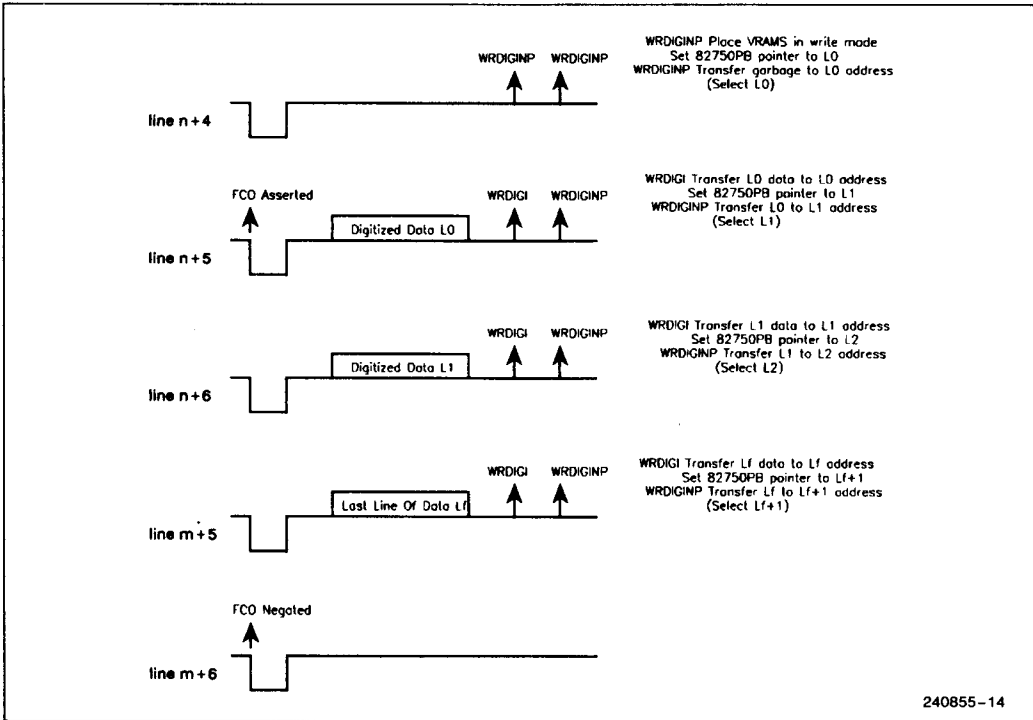 WRDIGINP WRDIGINP
WRDIGINP Place VRAMS in write mode
Set 82750PB pointer to L0
WRDIGINP Transfer garbage to L0 address
(Select L0)
line n+4
FCO Asserted
WRDIGI WRDIGINP
Digitized Data L0
WRDIGI Transfer L0 data to L0 address
Set 82750PB pointer to L1
WRDIGINP Transfer L0 to L1 address
(Select L1)
line n+5
WRDIGI WRDIGINP
Digitized Data L1
WRDIGI Transfer L1 data to L1 address
Set 82750PB pointer to L2
WRDIGINP Transfer L1 to L2 address
(Select L2)
line n+6
WRDIGI WRDIGINP
Last Line Of Data Lf
WRDIGI Transfer Lf data to Lf address
Set 82750PB pointer to Lf+1
WRDIGINP Transfer Lf to Lf+1 address
(Select Lf+1)
line m+5
FCO Negated
line m+6
240855-14